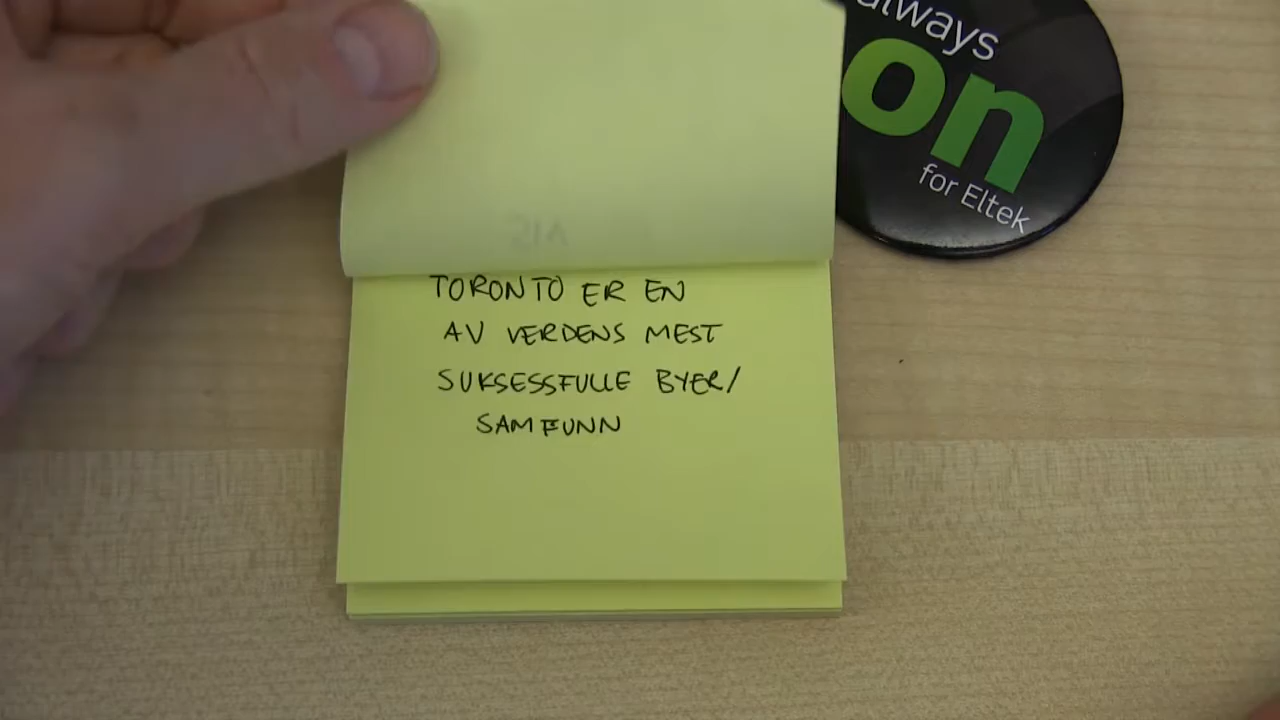 always
on
for Eltek
TORONTO ER EN
AV VERDENS MEST
SUKSESSFULLE BYER/
SAMFUNN